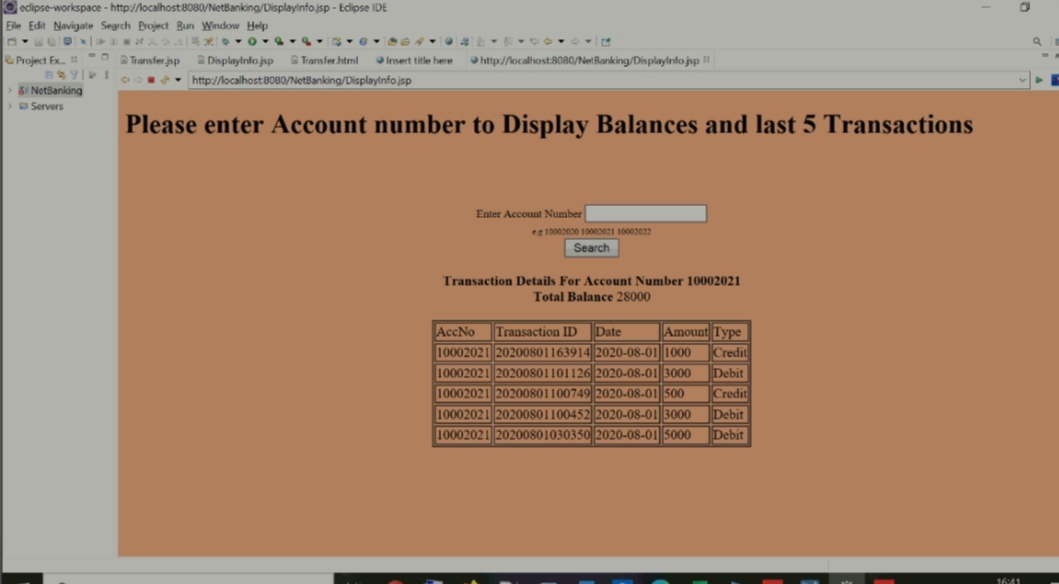 eclipse-workspace - http://localhost:8080/NetBanking/DisplayInfo.jsp - Eclipse IDE
File Edit Navigate Search Project Run Window Help
Project Ex... Transfer.jsp DisplayInfo.jsp Transfer.html Insert title here http://localhost:8080/NetBanking/DisplayInfo.jsp
http://localhost:8080/NetBanking/DisplayInfo.jsp
NetBanking
Servers
Please enter Account number to Display Balances and last 5 Transactions
Enter Account Number
e.g 10002020 10002021 10002022
Search
Transaction Details For Account Number 10002021
Total Balance 28000
AccNo Transaction ID Date Amount Type
10002021 20200801163914 2020-08-01 1000 Credit
10002021 20200801101126 2020-08-01 3000 Debit
10002021 20200801100749 2020-08-01 500 Credit
10002021 20200801100452 2020-08-01 3000 Debit
10002021 20200801030350 2020-08-01 5000 Debit
16:41